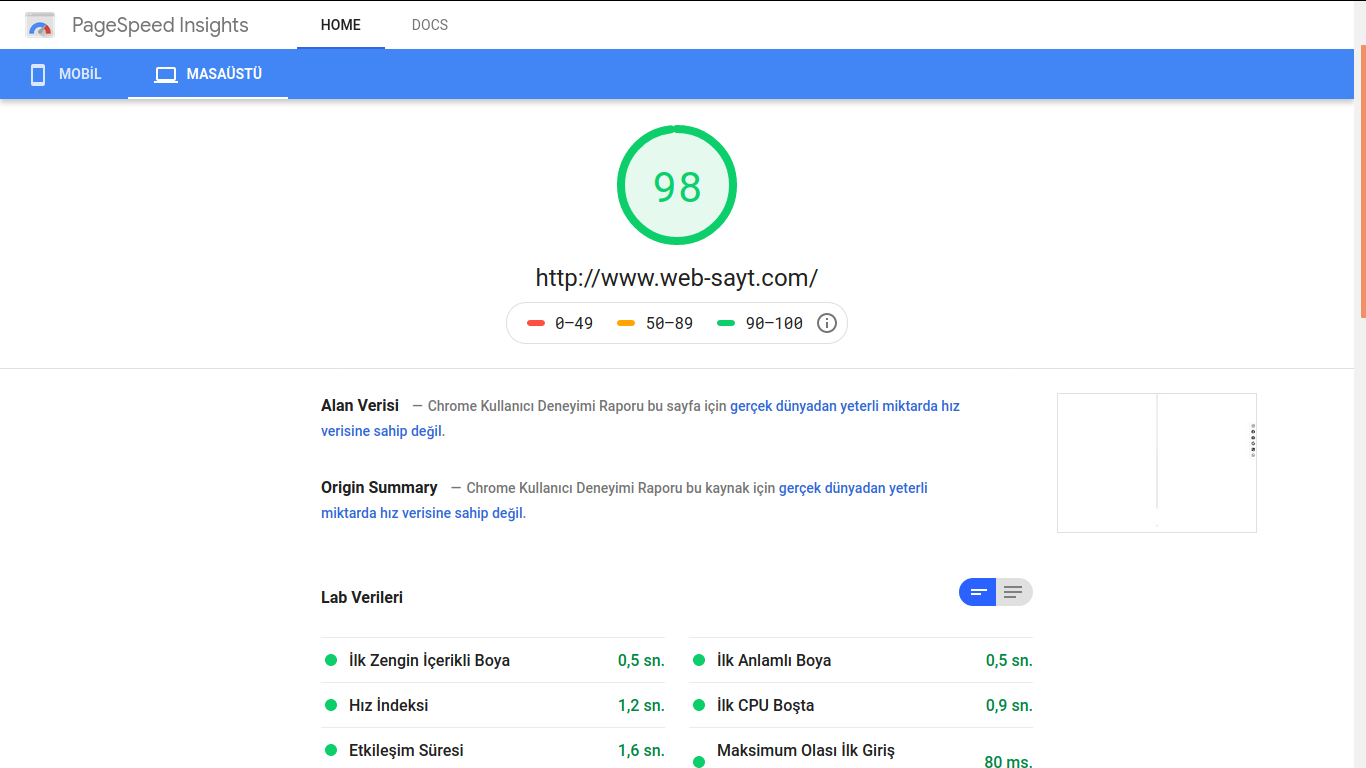 PageSpeed Insights
HOME
DOCS
MOBİL
MASAÜSTÜ
98
http://www.web-sayt.com/
0–49
50–89
90–100
Alan Verisi — Chrome Kullanıcı Deneyimi Raporu bu sayfa için gerçek dünyadan yeterli miktarda hız
verisine sahip değil.
Origin Summary — Chrome Kullanıcı Deneyimi Raporu bu kaynak için gerçek dünyadan yeterli
miktarda hız verisine sahip değil.
Lab Verileri
İlk Zengin İçerikli Boya 0,5 sn.
İlk Anlamlı Boya 0,5 sn.
Hız İndeksi 1,2 sn.
İlk CPU Boşta 0,9 sn.
Etkileşim Süresi 1,6 sn.
Maksimum Olası İlk Giriş
80 ms.